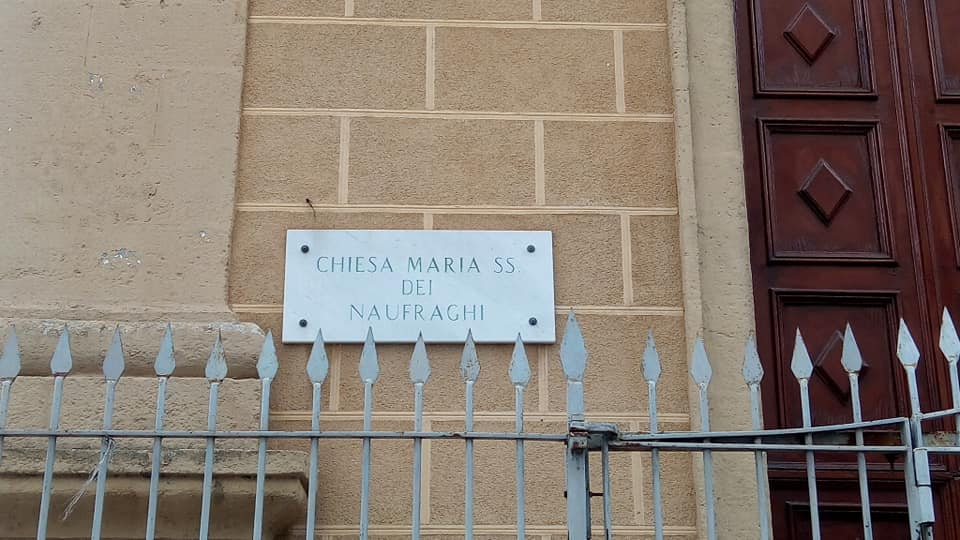 CHIESA MARIA SS.
DEI
NAUFRAGHI